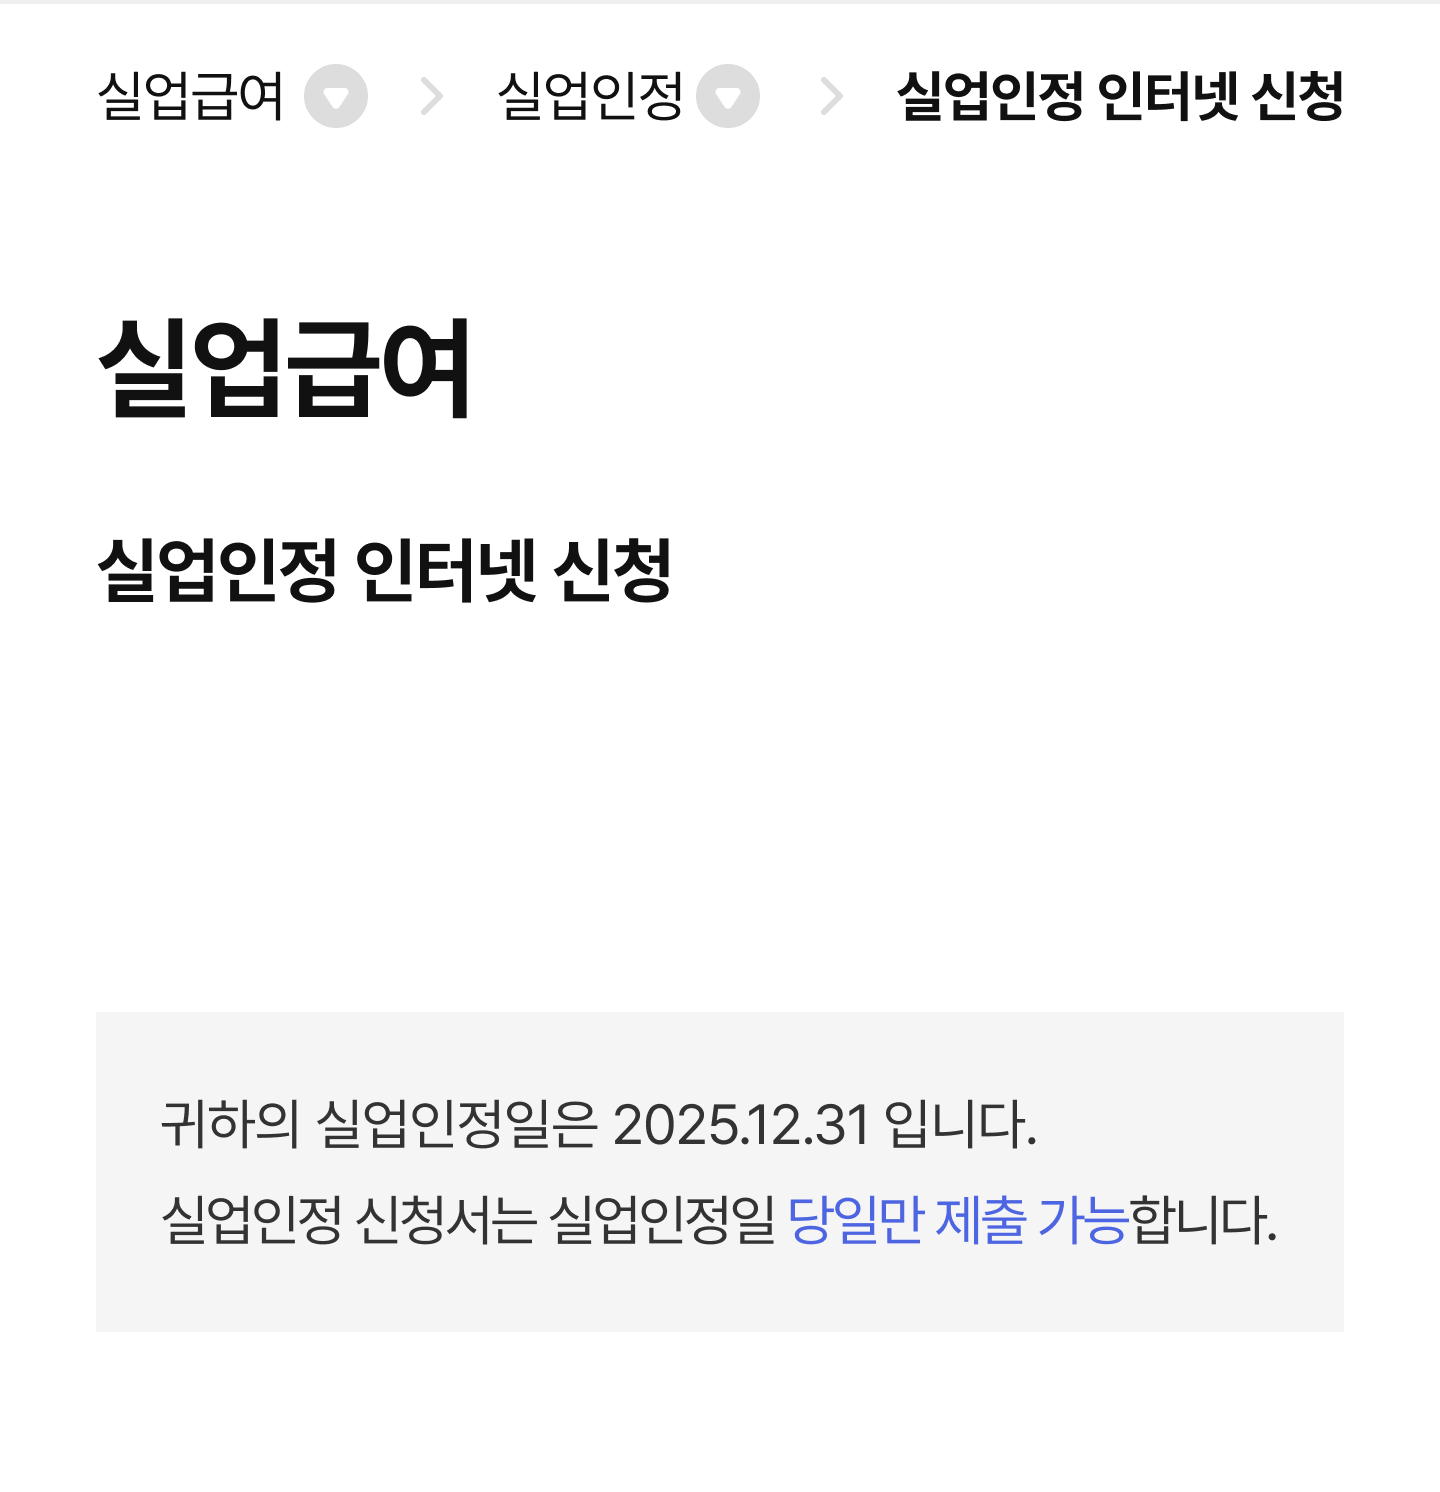 실업급여 실업인정 실업인정 인터넷 신청
실업급여
실업인정 인터넷 신청
귀하의 실업인정일은 2025.12.31 입니다.
실업인정 신청서는 실업인정일 당일만 제출 가능합니다.